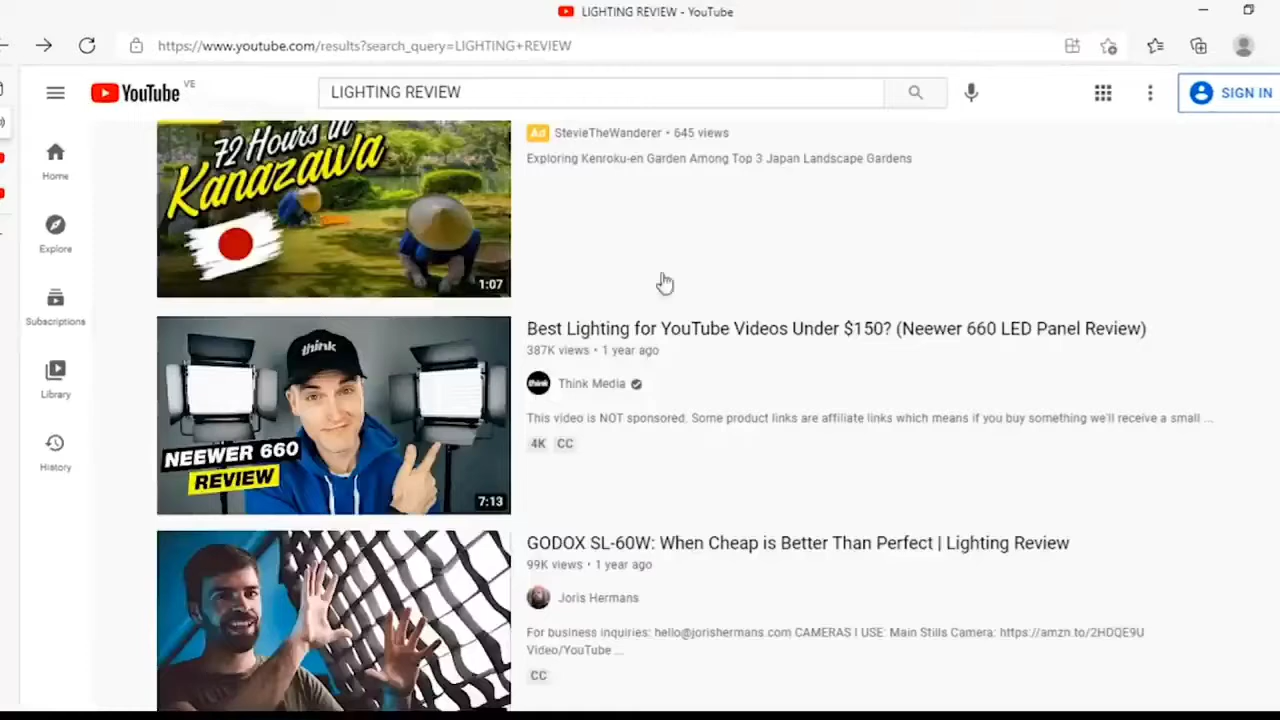 LIGHTING REVIEW - YouTube
https://www.youtube.com/results?search_query=LIGHTING+REVIEW
YouTube VE
LIGHTING REVIEW
SIGN IN
Home
Explore
Subscriptions
Library
History
72 Hours in
Kanazawa
1:07
Ad StevieTheWanderer • 645 views
Exploring Kenroku-en Garden Among Top 3 Japan Landscape Gardens
think
NEEWER 660
REVIEW
7:13
Best Lighting for YouTube Videos Under $150? (Neewer 660 LED Panel Review)
387K views • 1 year ago
think Think Media
This video is NOT sponsored. Some product links are affiliate links which means if you buy something we'll receive a small ...
4K CC
GODOX SL-60W: When Cheap is Better Than Perfect | Lighting Review
99K views • 1 year ago
Joris Hermans
For business inquiries: hello@jorishermans.com CAMERAS I USE: Main Stills Camera: https://amzn.to/2HDQE9U
Video/YouTube ...
CC